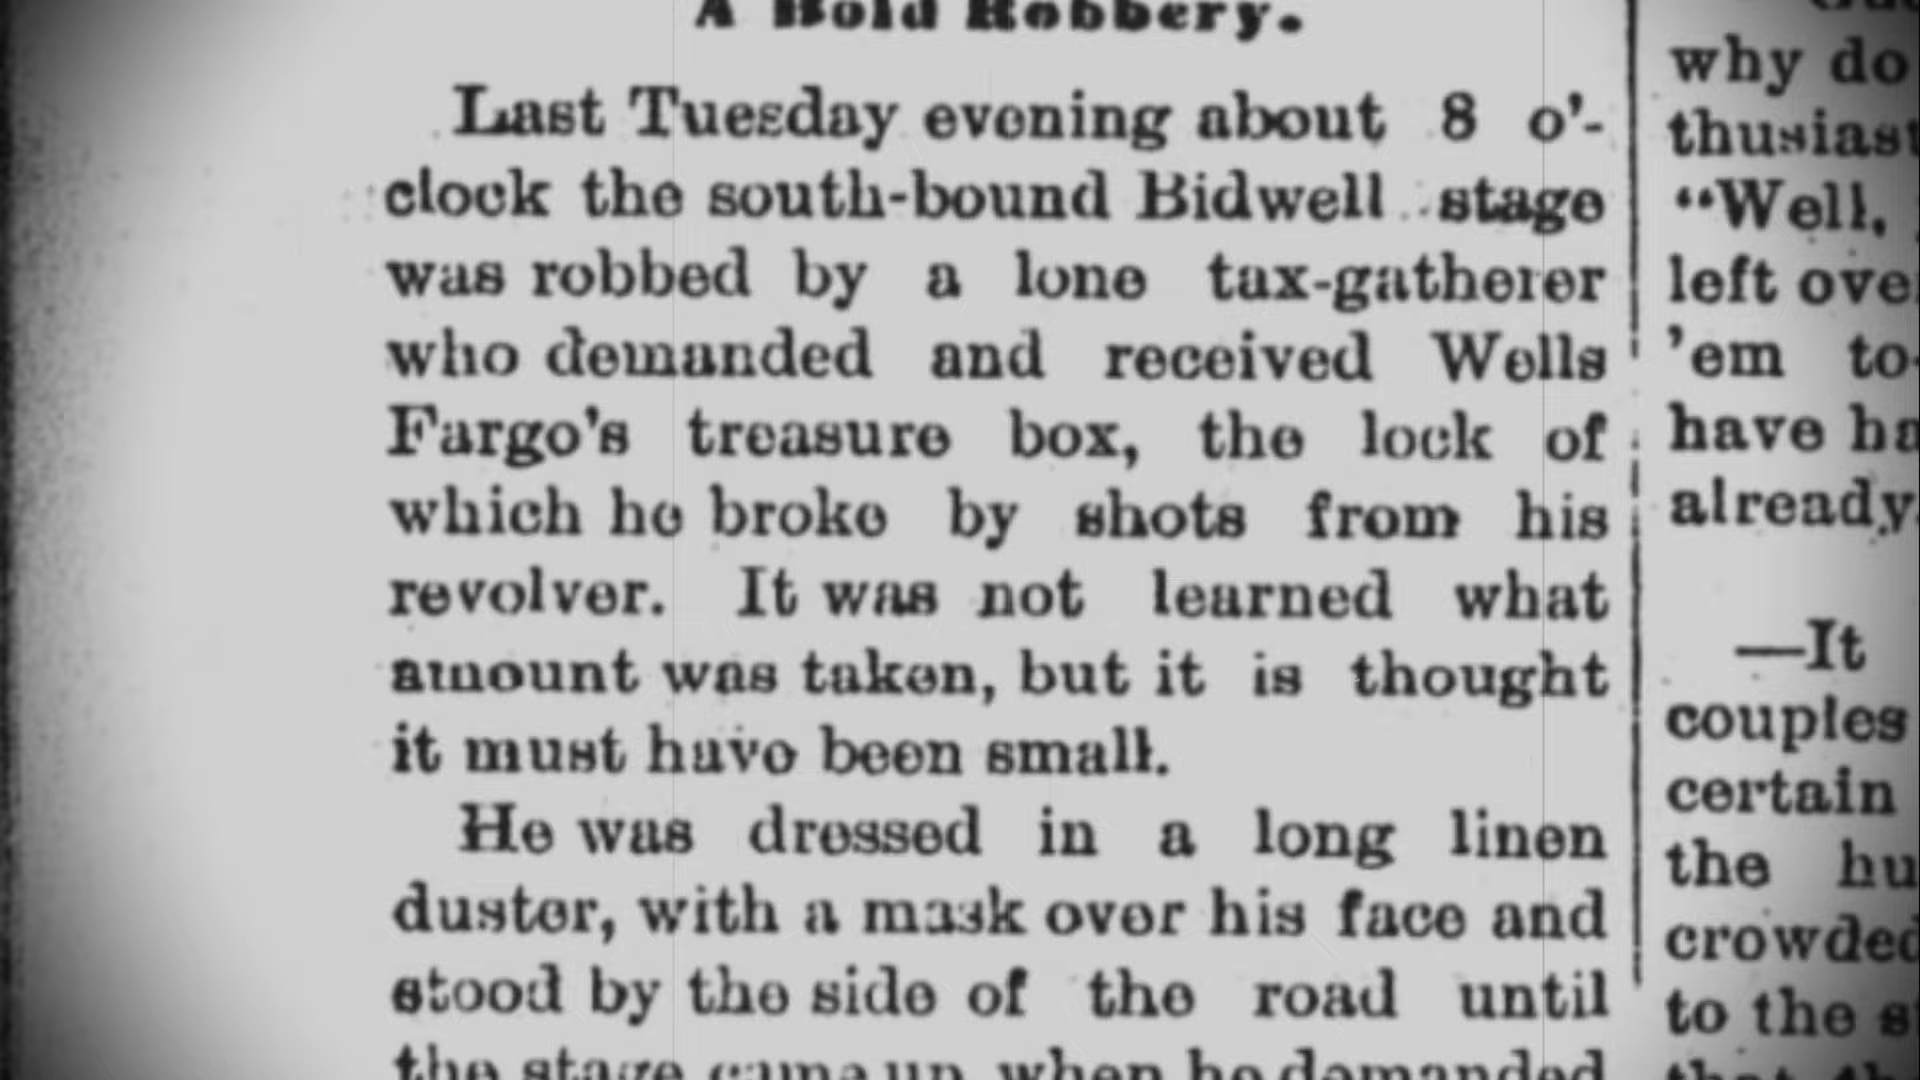 A Bold Robbery.
Last Tuesday evening about 8 o'-
clock the south-bound Bidwell stage
was robbed by a lone tax-gatherer
who demanded and received Wells
Fargo's treasure box, the lock of
which he broke by shots from his
revolver. It was not learned what
amount was taken, but it is thought
it must have been small.
He was dressed in a long linen
duster, with a mask over his face and
stood by the side of the road until
the stage came up, when he demanded
why do
thusiast
"Well,
left over
'em to-
have ha
already.
—It
couples
certain
the hu
crowded
to the s